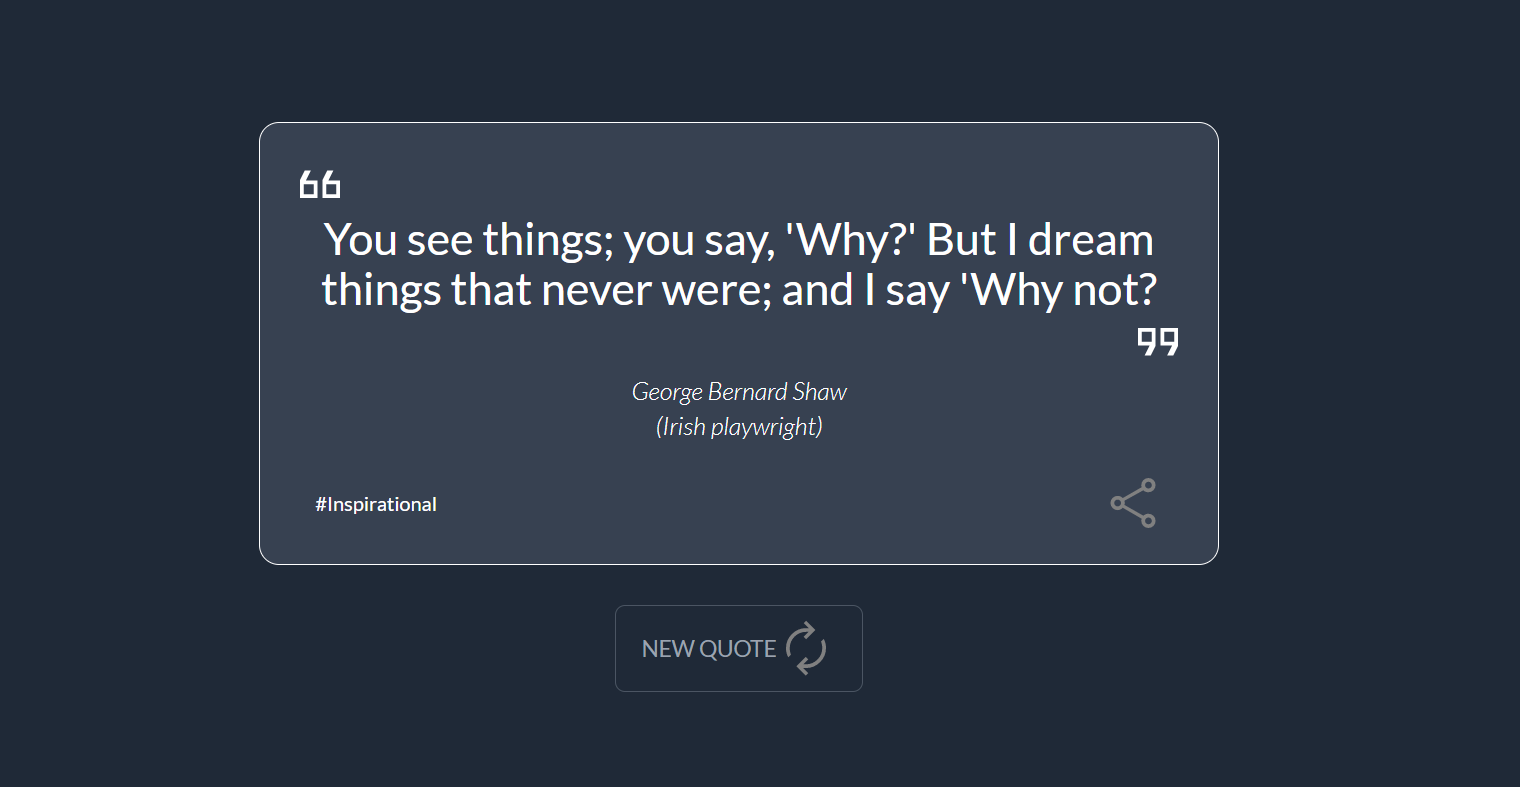 You see things; you say, 'Why?' But I dream
things that never were; and I say 'Why not?
George Bernard Shaw
(Irish playwright)
#Inspirational
NEW QUOTE